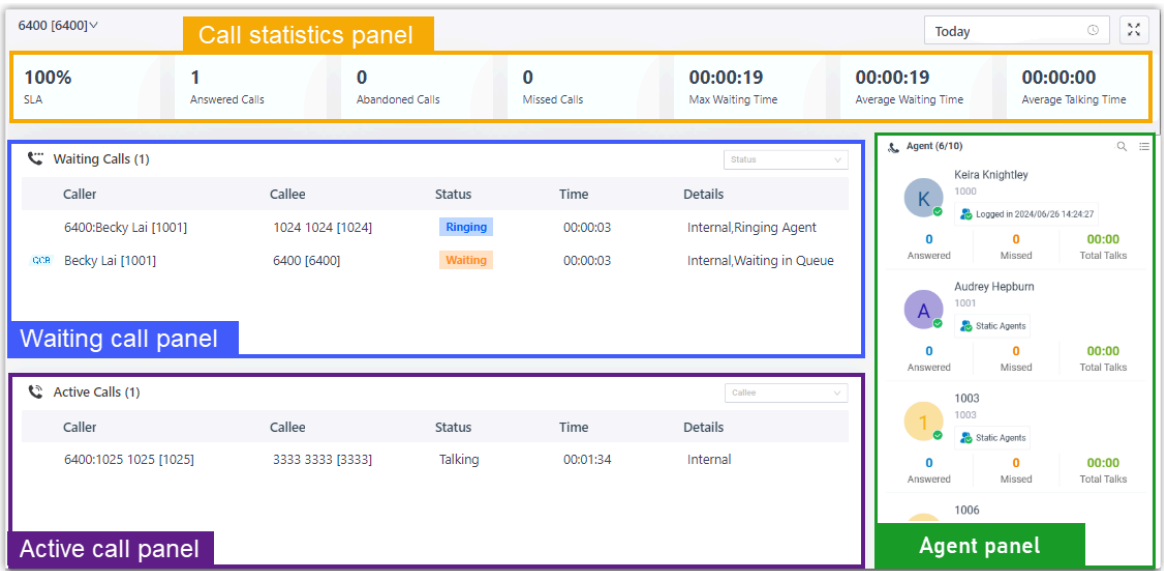 6400 [6400]
Call statistics panel
Today
100%
SLA
1
Answered Calls
0
Abandoned Calls
0
Missed Calls
00:00:19
Max Waiting Time
00:00:19
Average Waiting Time
00:00:00
Average Talking Time
Waiting Calls (1)
Status
Caller Callee Status Time Details
6400:Becky Lai [1001] 1024 1024 [1024] Ringing 00:00:03 Internal,Ringing Agent
QCB Becky Lai [1001] 6400 [6400] Waiting 00:00:03 Internal,Waiting in Queue
Waiting call panel
Active Calls (1)
Callee
Caller Callee Status Time Details
6400:1025 1025 [1025] 3333 3333 [3333] Talking 00:01:34 Internal
Active call panel
Agent (6/10)
K
Keira Knightley
1000
Logged in 2024/06/26 14:24:27
0 0 00:00
Answered Missed Total Talks
A
Audrey Hepburn
1001
Static Agents
0 0 00:00
Answered Missed Total Talks
1
1003
1003
Static Agents
0 0 00:00
Answered Missed Total Talks
1006
Agent panel